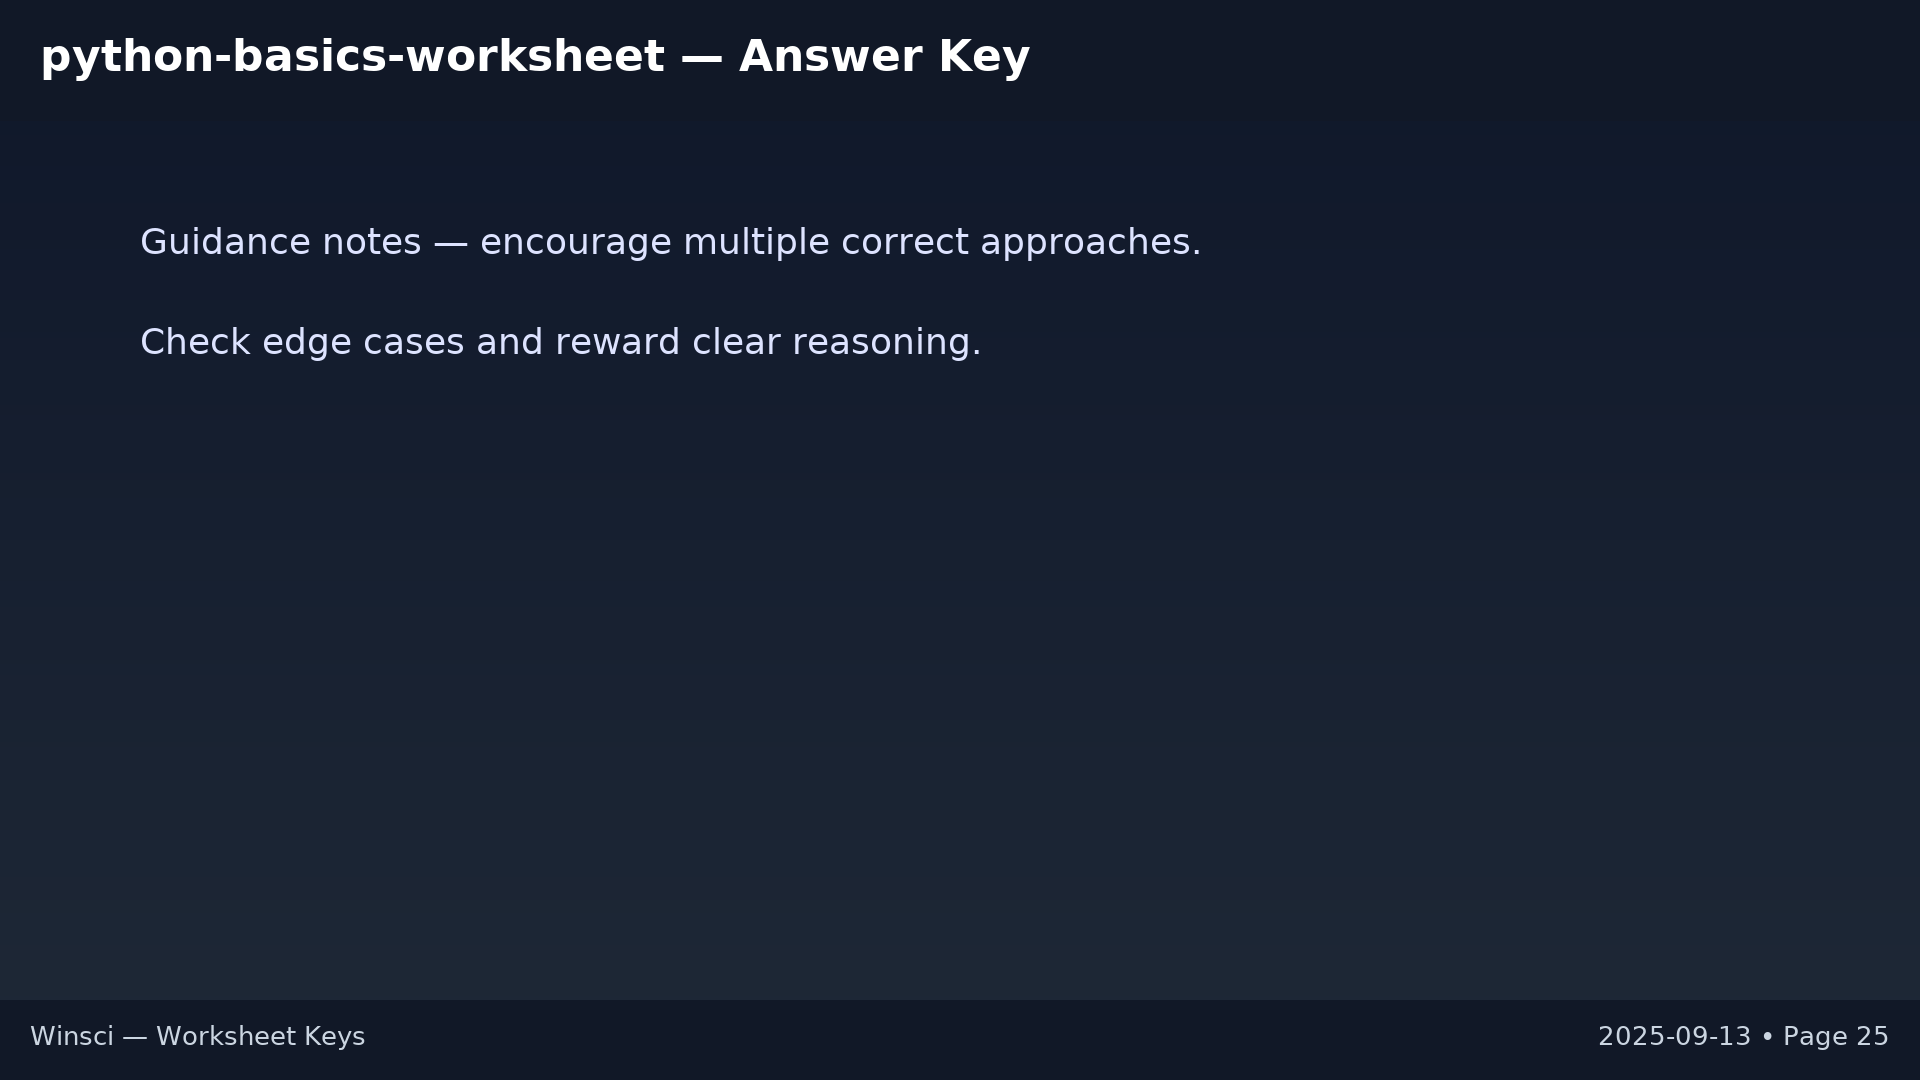 python-basics-worksheet — Answer Key
Guidance notes — encourage multiple correct approaches.
Check edge cases and reward clear reasoning.
Winsci — Worksheet Keys
2025-09-13 • Page 25